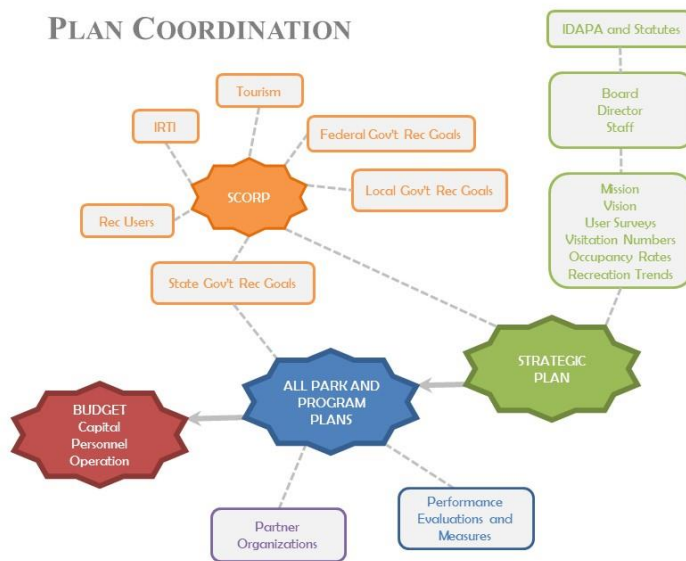 PLAN COORDINATION
IDAPA and Statutes
Tourism
Board
Director
Staff
IRTI
Federal Gov't Rec Goals
SCORP
Local Gov't Rec Goals
Mission
Vision
User Surveys
Visitation Numbers
Occupancy Rates
Recreation Trends
Rec Users
State Gov't Rec Goals
STRATEGIC
PLAN
ALL PARK AND
PROGRAM
PLANS
BUDGET
Capital
Personnel
Operation
Partner
Organizations
Performance
Evaluations and
Measures